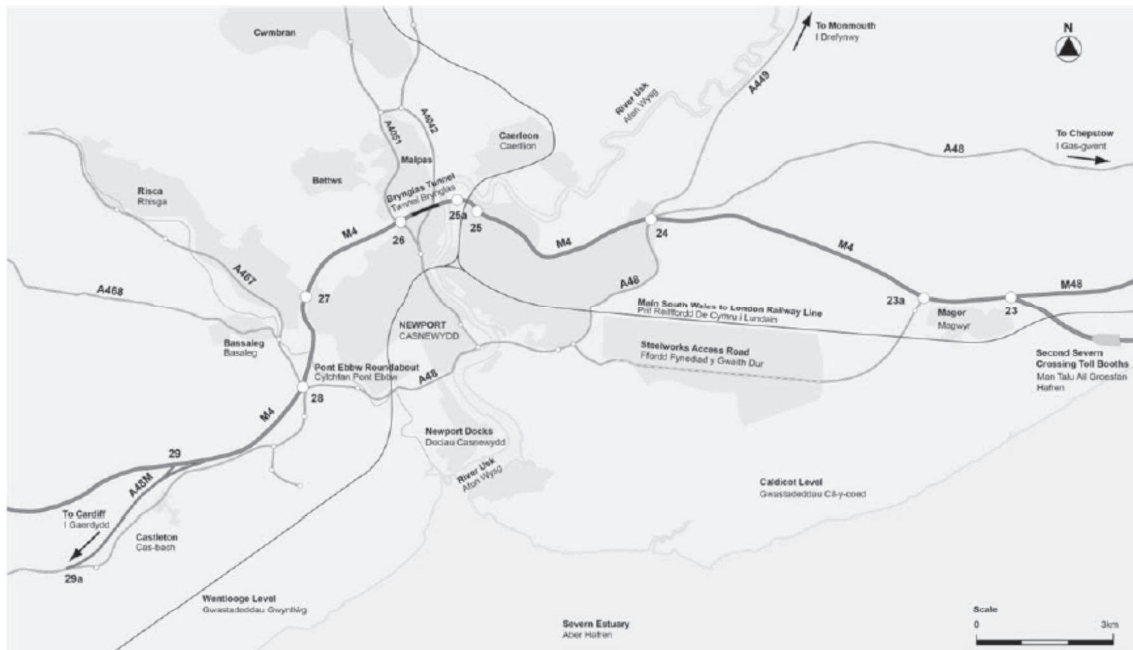 Cwmbran
To Monmouth
I Drefynwy
N
River Usk
Afon Wysg
A449
A4051
A4042
Caerleon
Caerllion
To Chepstow
I Gas-gwent
A48
Malpas
Bettws
Brynglas Tunnel
Twnnel Brynglas
Risca
Rhisga
25a
25
26
24
M4
M4
M4
A467
A468
A48
27
23a
23
M48
Main South Wales to London Railway Line
Prif Reilffordd De Cymru i Lundain
Magor
Magwyr
NEWPORT
CASNEWYDD
Bassaleg
Basaleg
Steelworks Access Road
Ffordd Fynediad y Gwaith Dur
Second Severn
Crossing Toll Booths
Man Talu Ail Groesfan
Hafren
Pont Ebbw Roundabout
Cylchfan Pont Ebbw
A48
28
M4
Newport Docks
Dociau Casnewydd
29
River Usk
Afon Wysg
A48M
Caldicot Level
Gwastadeddau Cil-y-coed
To Cardiff
I Gaerdydd
Castleton
Cas-bach
29a
Wentlooge Level
Gwastadeddau Gwynllŵg
Severn Estuary
Aber Hafren
Scale
0 3km